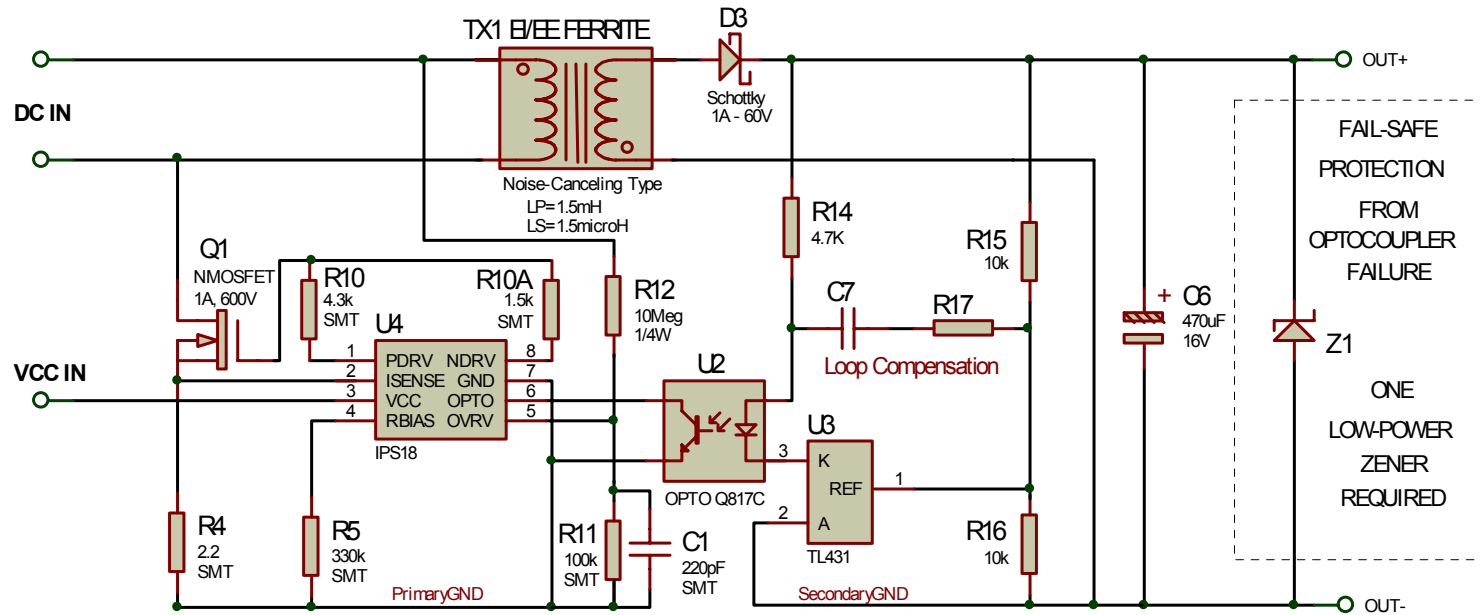 TX1 EI/EE FERRITE
D3
Schottky
1A - 60V
OUT+
DC IN
Noise-Canceling Type
LP=1.5mH
LS=1.5microH
FAIL-SAFE
PROTECTION
FROM
OPTOCOUPLER
FAILURE
ONE
LOW-POWER
ZENER
REQUIRED
R14
4.7K
R15
10k
Q1
NMOSFET
1A, 600V
R10
4.3k
SMT
R10A
1.5k
SMT
R12
10Meg
1/4W
C7
R17
Loop Compensation
+
C6
470uF
16V
Z1
U4
1 PDRV NDRV 8
2 ISENSE GND 7
3 VCC OPTO 6
4 RBIAS OVRV 5
IPS18
VCC IN
U2
OPTO Q817C
U3
3 K
REF 1
2 A
TL431
R4
2.2
SMT
R5
330k
SMT
R11
100k
SMT
C1
220pF
SMT
R16
10k
PrimaryGND
SecondaryGND
OUT-